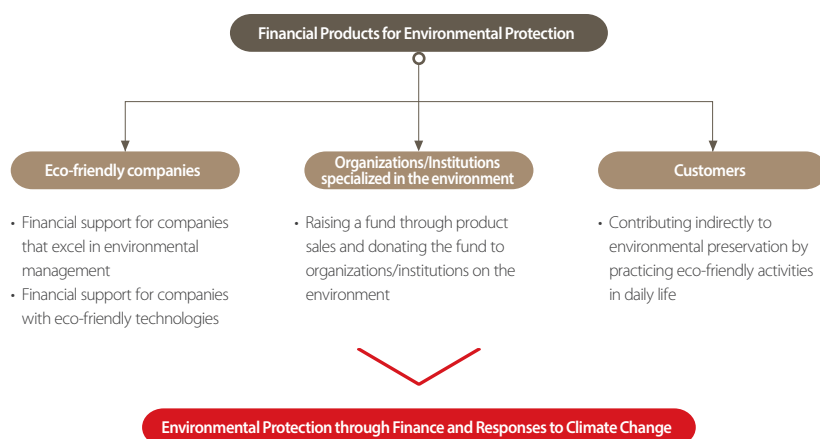 Financial Products for Environmental Protection
Eco-friendly companies
• Financial support for companies
that excel in environmental
management
• Financial support for companies
with eco-friendly technologies
Organizations/Institutions
specialized in the environment
• Raising a fund through product
sales and donating the fund to
organizations/institutions on the
environment
Customers
• Contributing indirectly to
environmental preservation by
practicing eco-friendly activities
in daily life
Environmental Protection through Finance and Responses to Climate Change